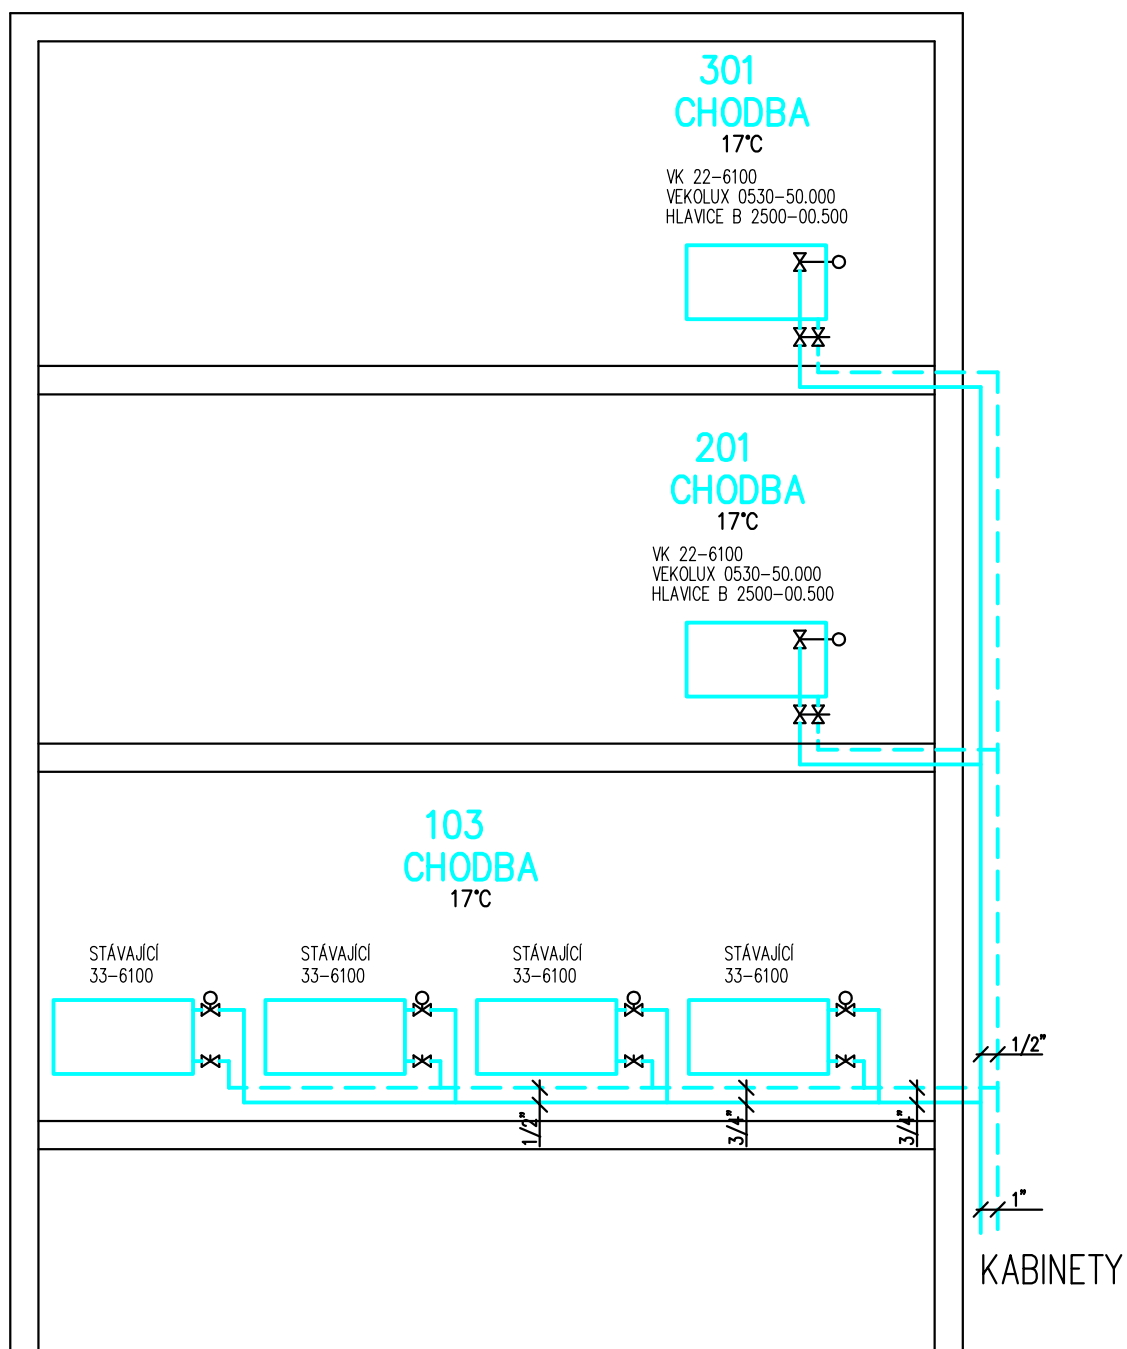 301
CHODBA
17°C
VK 22-6100
VEKOLUX 0530-50.000
HLAVICE B 2500-00.500
201
CHODBA
17°C
VK 22-6100
VEKOLUX 0530-50.000
HLAVICE B 2500-00.500
103
CHODBA
17°C
STÁVAJÍCÍ
33-6100
STÁVAJÍCÍ
33-6100
STÁVAJÍCÍ
33-6100
STÁVAJÍCÍ
33-6100
1/2"
1/2"
3/4"
3/4"
1"
KABINETY